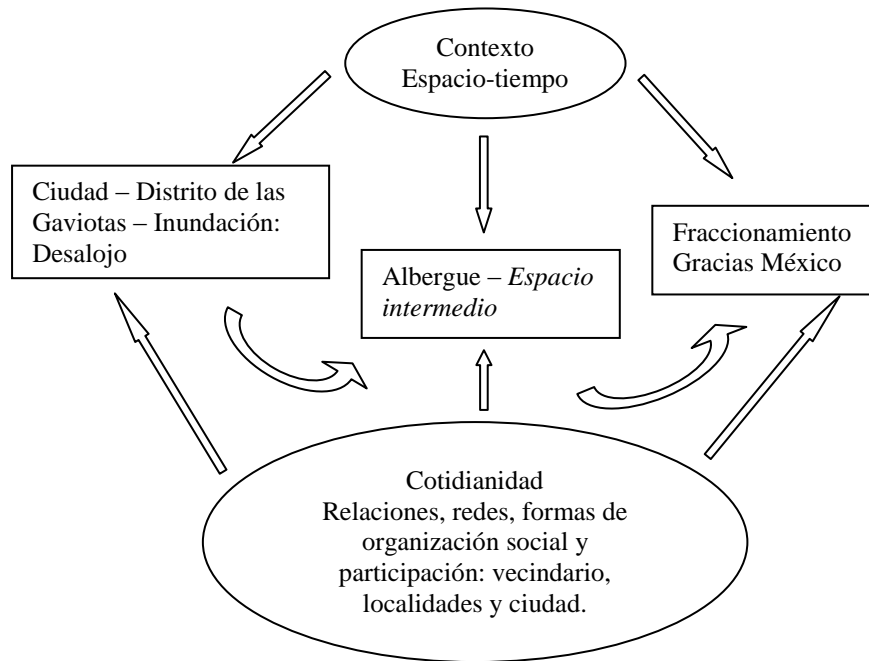 Contexto
Espacio-tiempo
Ciudad – Distrito de las
Gaviotas – Inundación:
Desalojo
Albergue – Espacio
intermedio
Fraccionamiento
Gracias México
Cotidianidad
Relaciones, redes, formas de
organización social y
participación: vecindario,
localidades y ciudad.